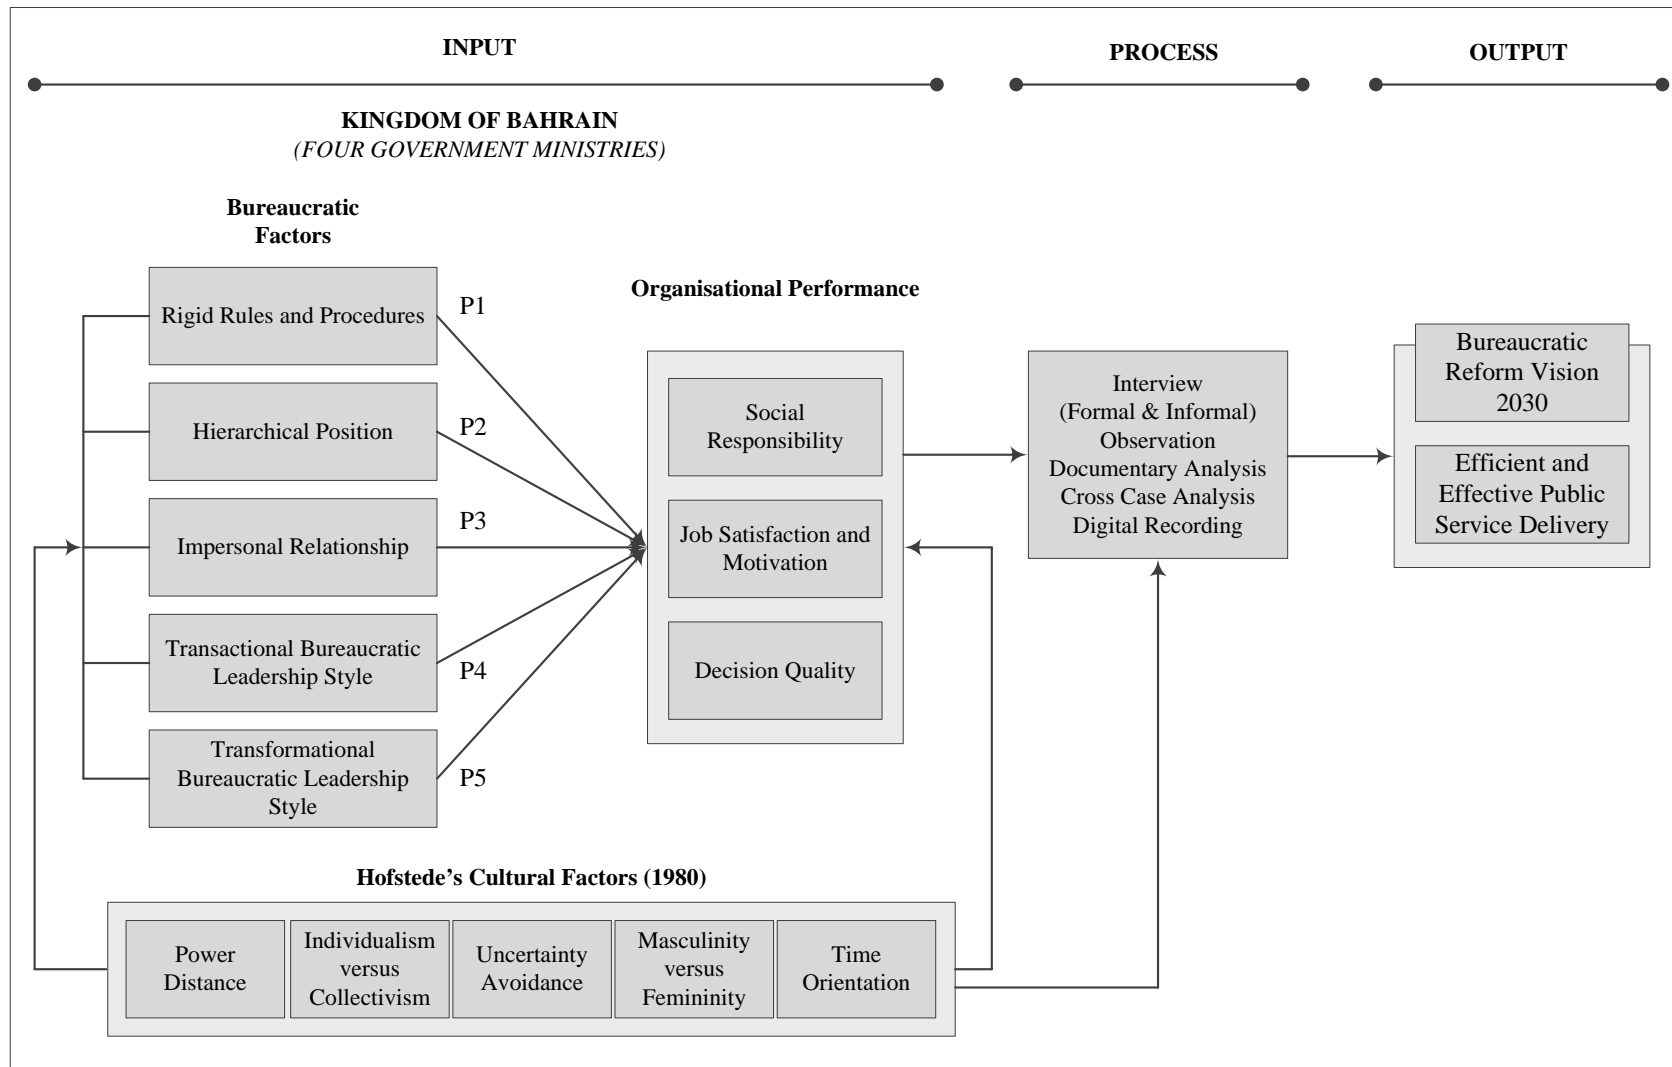 INPUT
PROCESS
OUTPUT
KINGDOM OF BAHRAIN
(FOUR GOVERNMENT MINISTRIES)
Bureaucratic
Factors
Rigid Rules and Procedures
P1
Hierarchical Position
P2
Impersonal Relationship
P3
Transactional Bureaucratic
Leadership Style
P4
Transformational
Bureaucratic Leadership
Style
P5
Organisational Performance
Social
Responsibility
Job Satisfaction and
Motivation
Decision Quality
Interview
(Formal & Informal)
Observation
Documentary Analysis
Cross Case Analysis
Digital Recording
Bureaucratic
Reform Vision
2030
Efficient and
Effective Public
Service Delivery
Hofstede’s Cultural Factors (1980)
Power
Distance
Individualism
versus
Collectivism
Uncertainty
Avoidance
Masculinity
versus
Femininity
Time
Orientation